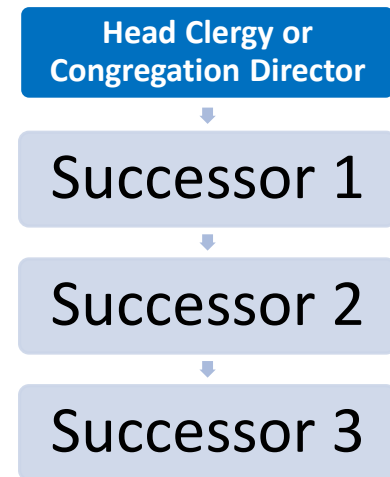 Head Clergy or
Congregation Director
Successor 1
Successor 2
Successor 3